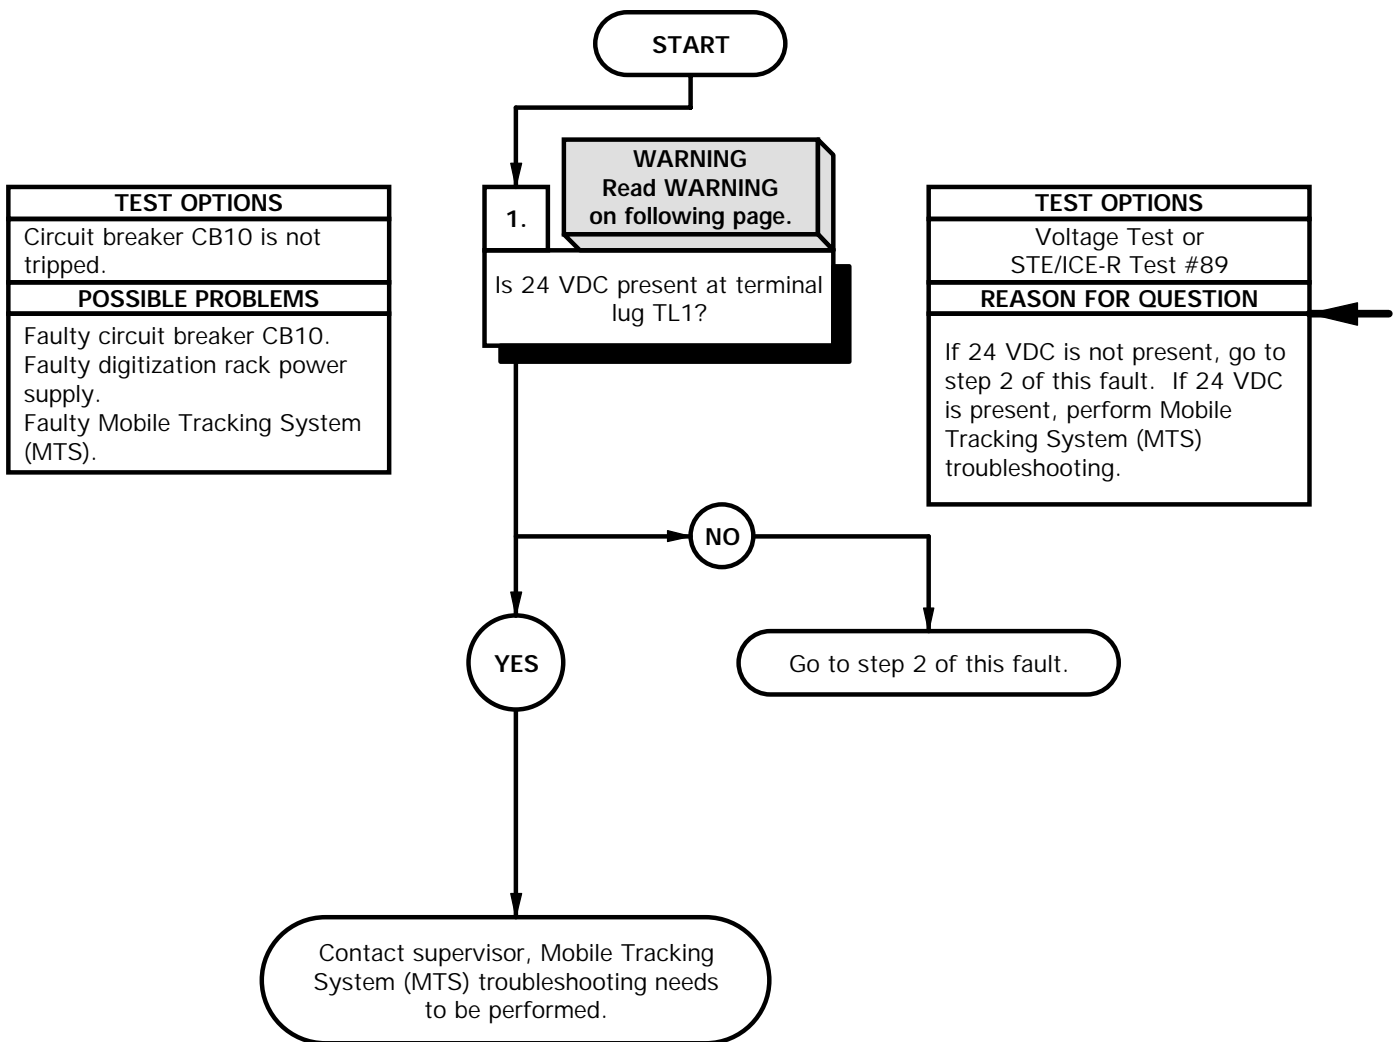 START
WARNING
Read WARNING
on following page.
TEST OPTIONS
Circuit breaker CB10 is not
tripped.
POSSIBLE PROBLEMS
Faulty circuit breaker CB10.
Faulty digitization rack power
supply.
Faulty Mobile Tracking System
(MTS).
1.
Is 24 VDC present at terminal
lug TL1?
TEST OPTIONS
Voltage Test or
STE/ICE-R Test #89
REASON FOR QUESTION
If 24 VDC is not present, go to
step 2 of this fault.  If 24 VDC
is present, perform Mobile
Tracking System (MTS)
troubleshooting.
NO
YES
Go to step 2 of this fault.
Contact supervisor, Mobile Tracking
System (MTS) troubleshooting needs
to be performed.